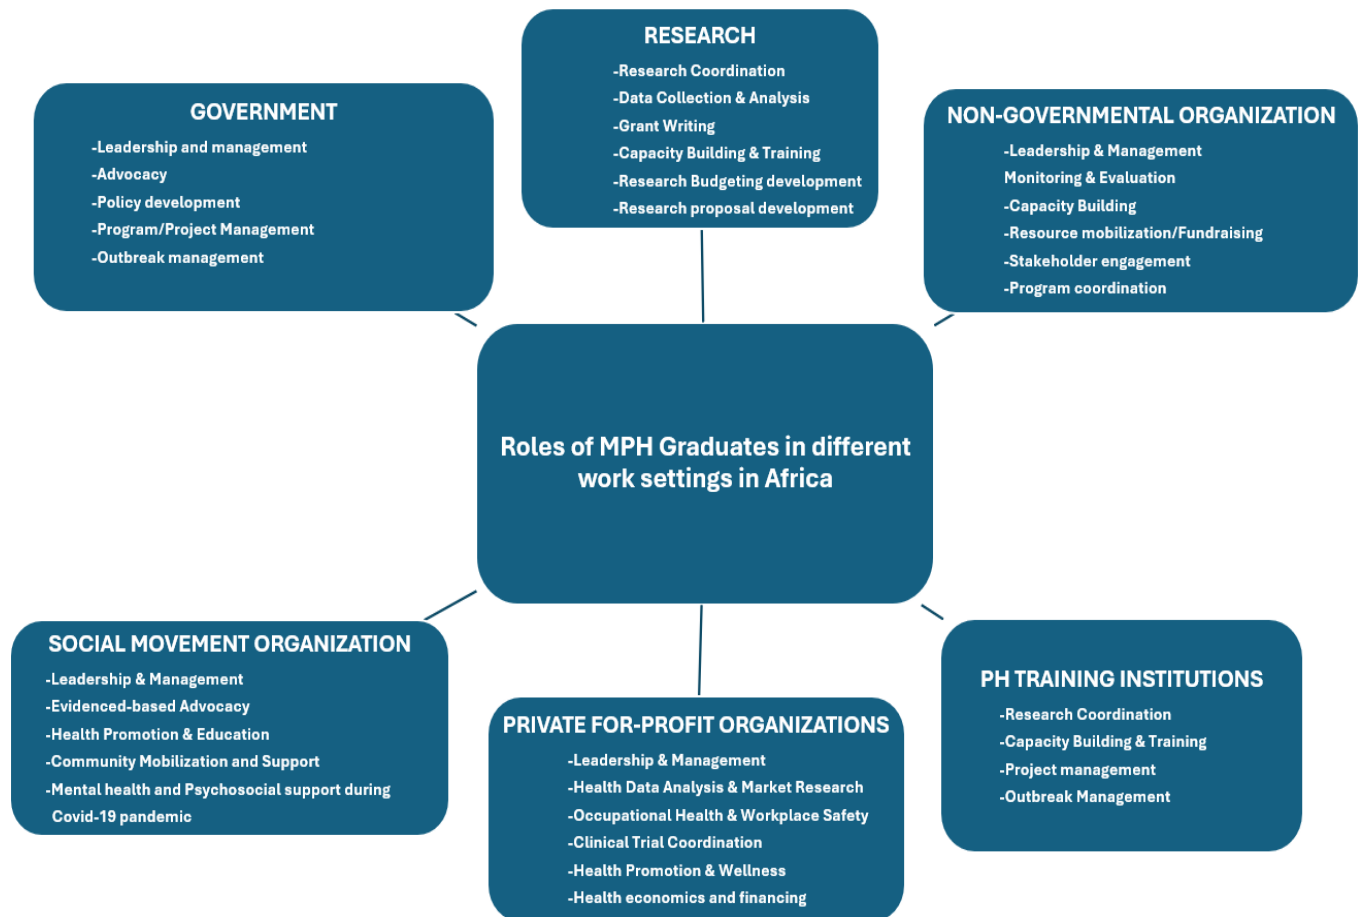 RESEARCH
-Research Coordination
-Data Collection & Analysis
-Grant Writing
-Capacity Building & Training
-Research Budgeting development
-Research proposal development
GOVERNMENT
-Leadership and management
-Advocacy
-Policy development
-Program/Project Management
-Outbreak management
NON-GOVERNMENTAL ORGANIZATION
-Leadership & Management
Monitoring & Evaluation
-Capacity Building
-Resource mobilization/Fundraising
-Stakeholder engagement
-Program coordination
Roles of MPH Graduates in different
work settings in Africa
SOCIAL MOVEMENT ORGANIZATION
-Leadership & Management
-Evidenced-based Advocacy
-Health Promotion & Education
-Community Mobilization and Support
-Mental health and Psychosocial support during
Covid-19 pandemic
PRIVATE FOR-PROFIT ORGANIZATIONS
-Leadership & Management
-Health Data Analysis & Market Research
-Occupational Health & Workplace Safety
-Clinical Trial Coordination
-Health Promotion & Wellness
-Health economics and financing
PH TRAINING INSTITUTIONS
-Research Coordination
-Capacity Building & Training
-Project management
-Outbreak Management